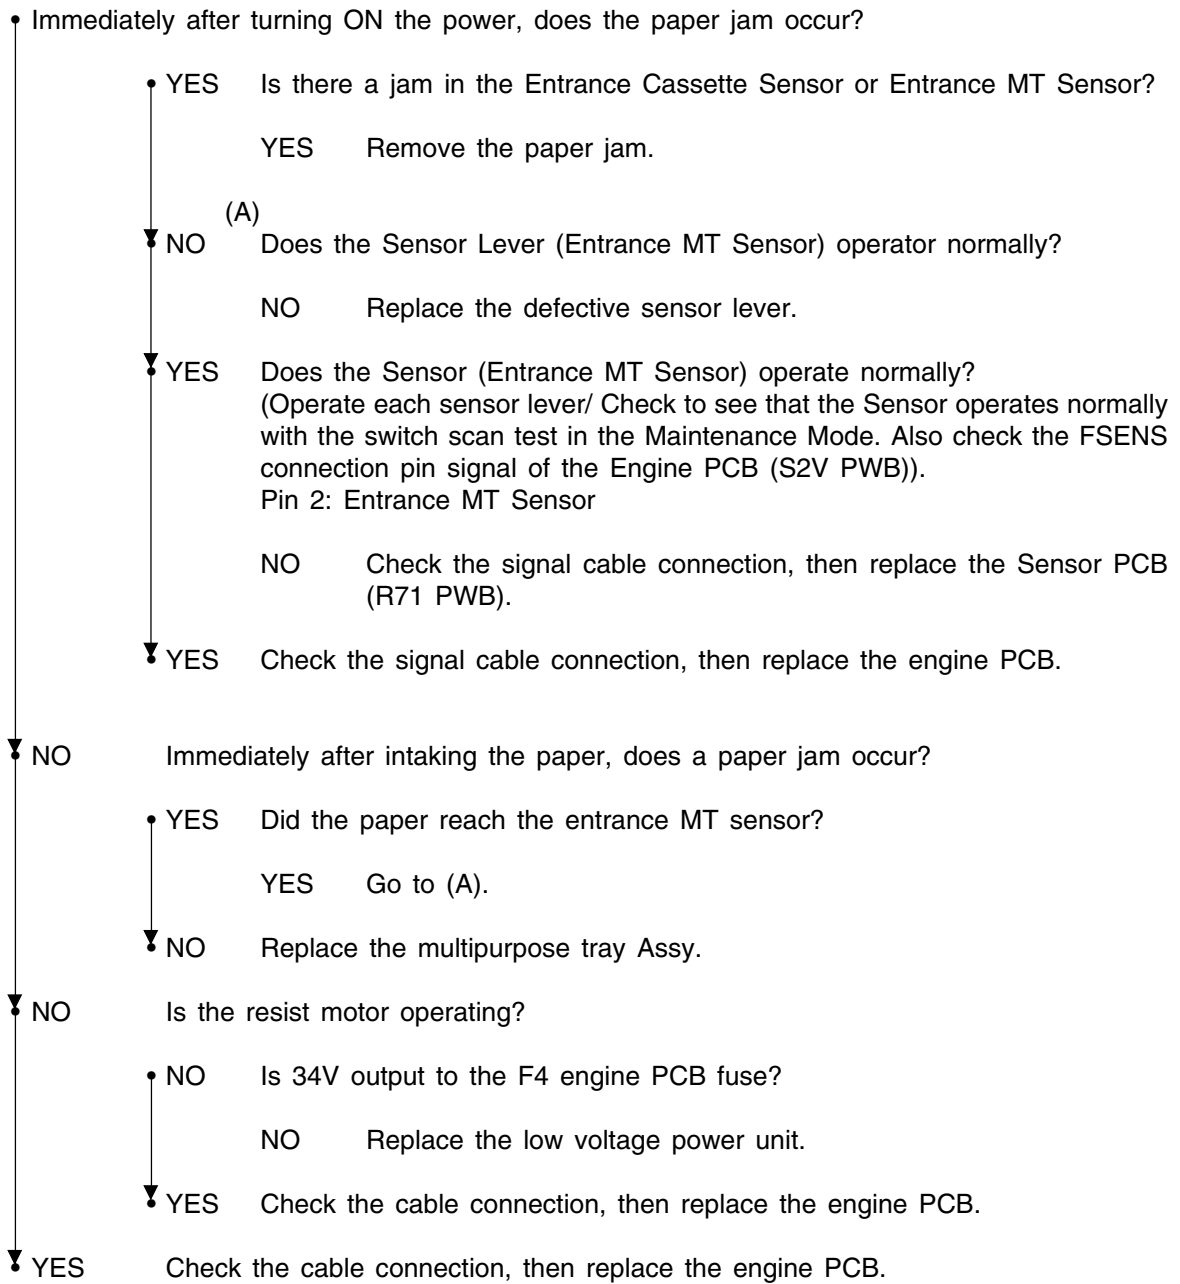 Immediately after turning ON the power, does the paper jam occur?
YES Is there a jam in the Entrance Cassette Sensor or Entrance MT Sensor?
YES Remove the paper jam.
(A)
NO Does the Sensor Lever (Entrance MT Sensor) operator normally?
NO Replace the defective sensor lever.
YES Does the Sensor (Entrance MT Sensor) operate normally?
(Operate each sensor lever/ Check to see that the Sensor operates normally
with the switch scan test in the Maintenance Mode. Also check the FSENS
connection pin signal of the Engine PCB (S2V PWB)).
Pin 2: Entrance MT Sensor
NO Check the signal cable connection, then replace the Sensor PCB
(R71 PWB).
YES Check the signal cable connection, then replace the engine PCB.
NO Immediately after intaking the paper, does a paper jam occur?
YES Did the paper reach the entrance MT sensor?
YES Go to (A).
NO Replace the multipurpose tray Assy.
NO Is the resist motor operating?
NO Is 34V output to the F4 engine PCB fuse?
NO Replace the low voltage power unit.
YES Check the cable connection, then replace the engine PCB.
YES Check the cable connection, then replace the engine PCB.